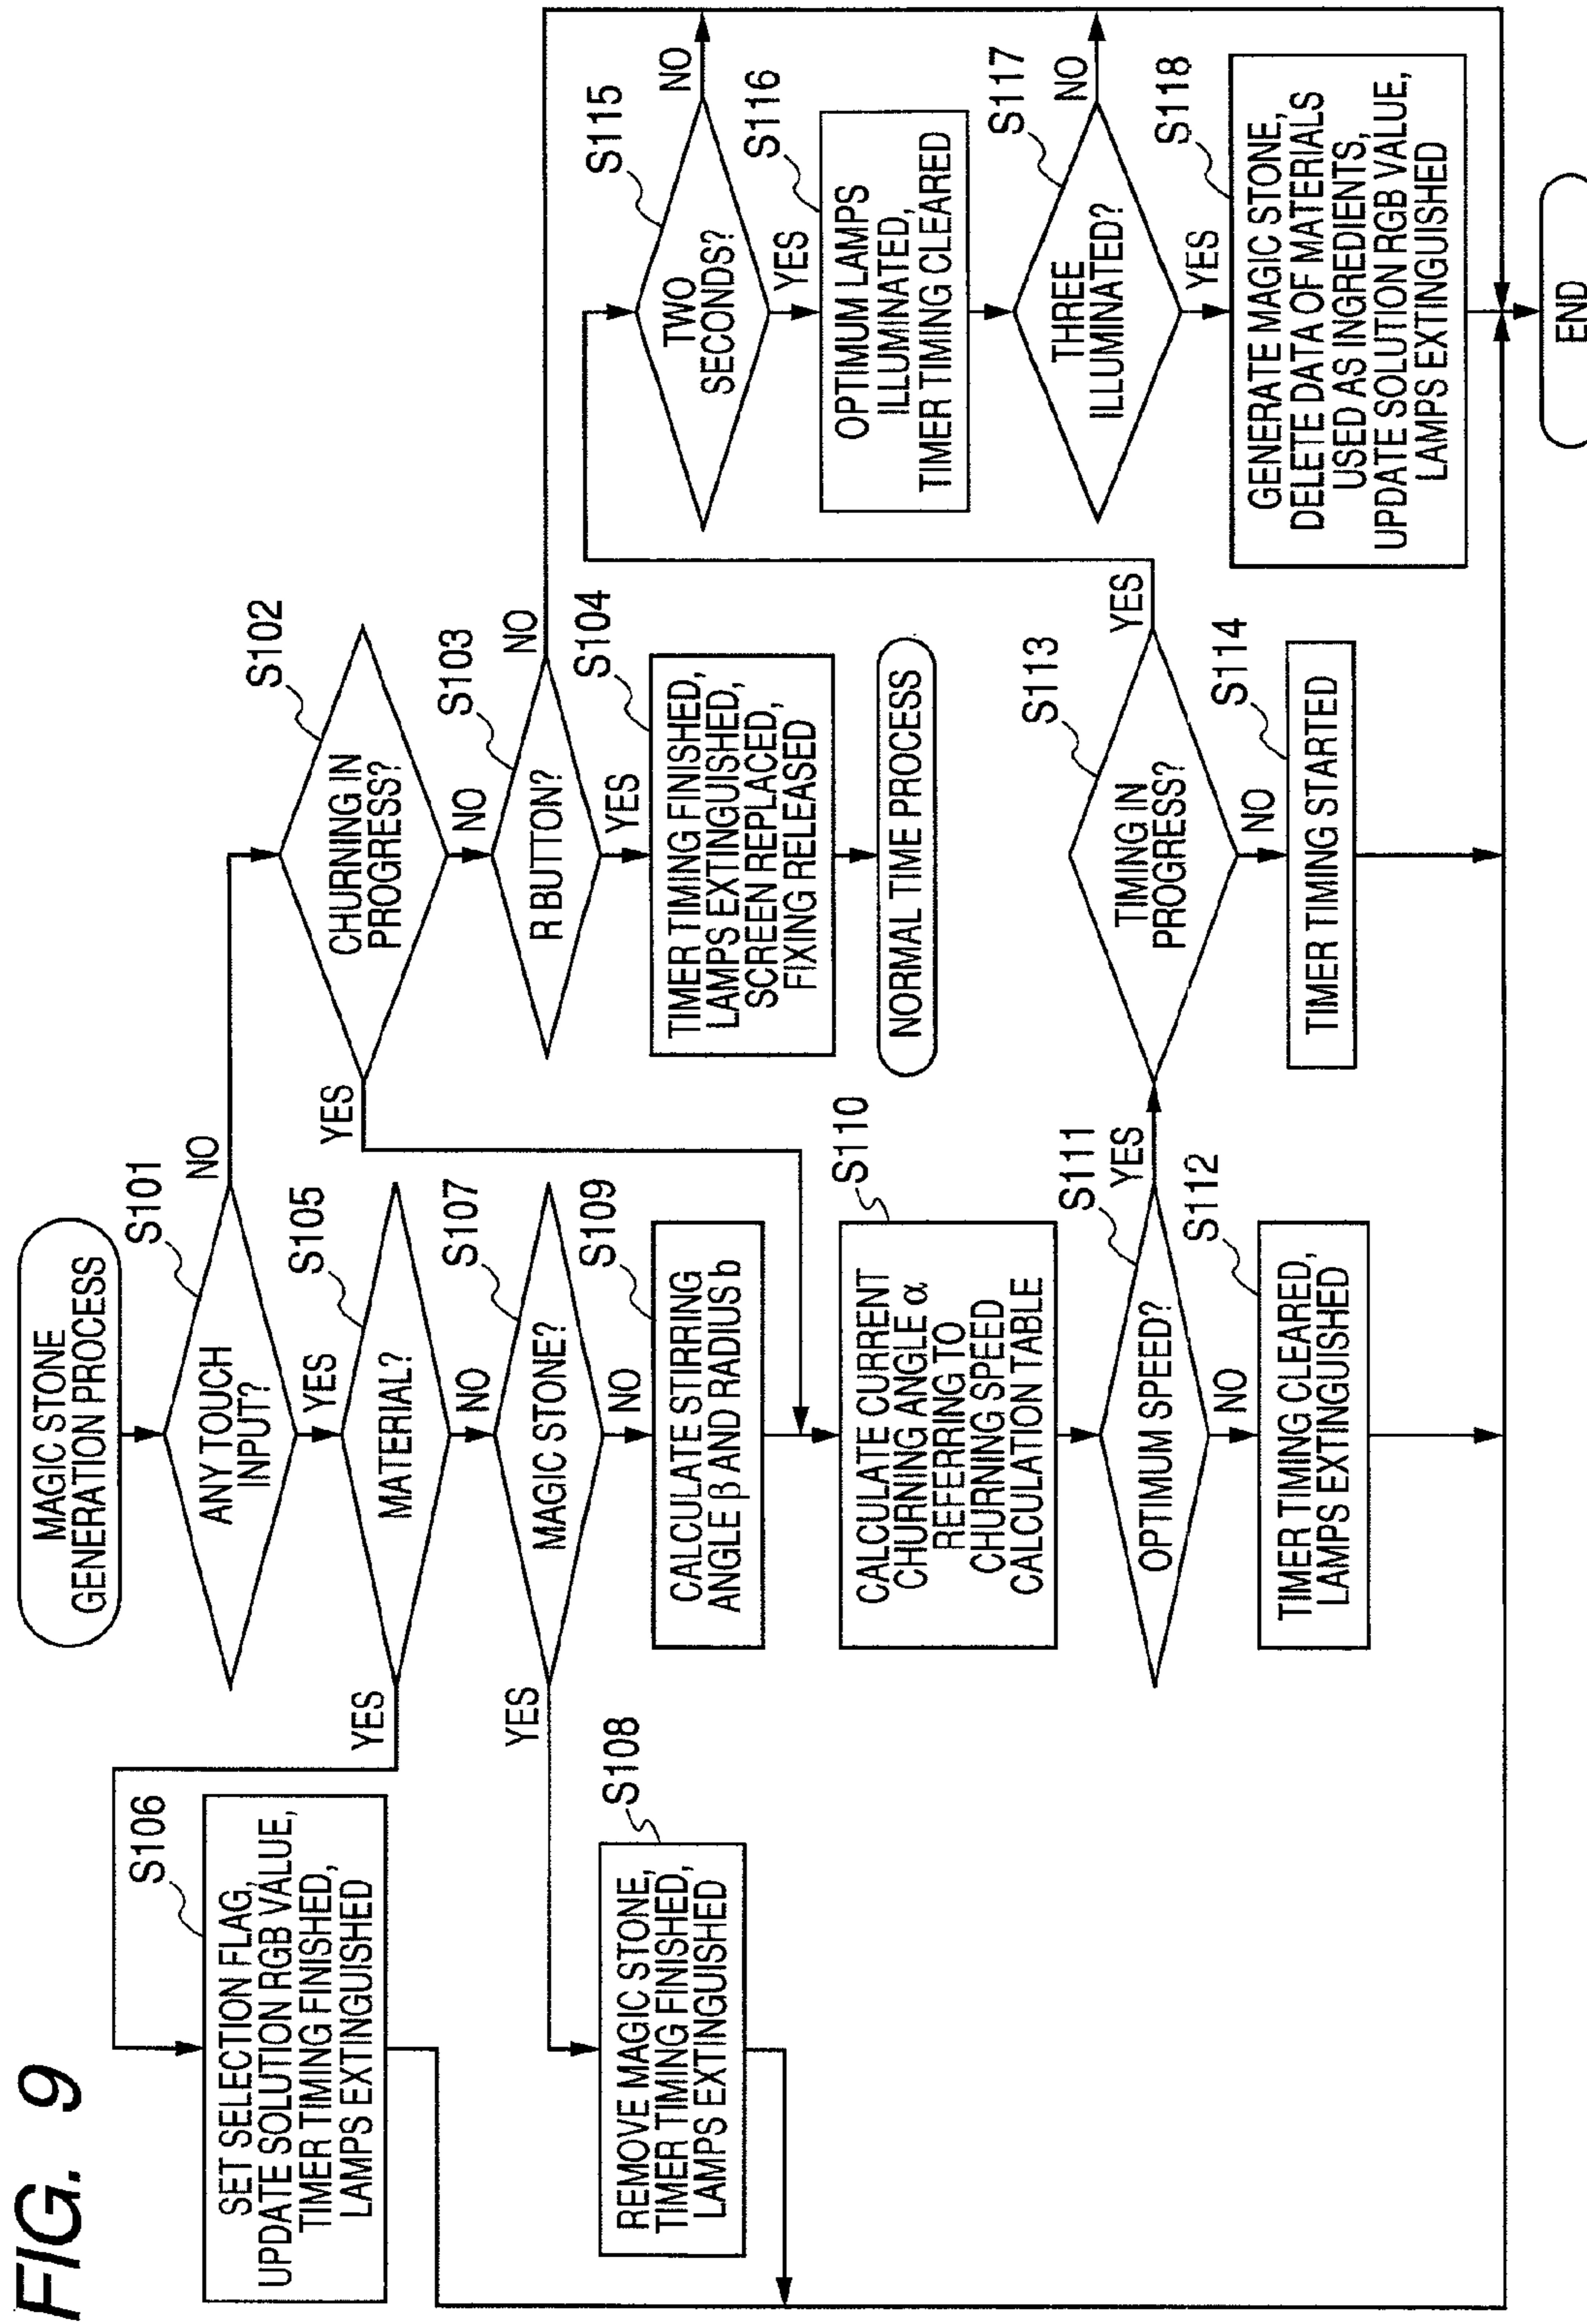 FIG. 9
MAGIC STONE
GENERATION PROCESS
S101
ANY TOUCH
INPUT?
NO
YES
S102
CHURNING IN
PROGRESS?
YES
NO
S103
R BUTTON?
NO
YES
S104
TIMER TIMING FINISHED,
LAMPS EXTINGUISHED,
SCREEN REPLACED,
FIXING RELEASED
NORMAL TIME PROCESS
S105
MATERIAL?
YES
NO
S106
SET SELECTION FLAG,
UPDATE SOLUTION RGB VALUE,
TIMER TIMING FINISHED,
LAMPS EXTINGUISHED
S107
MAGIC STONE?
YES
NO
S108
REMOVE MAGIC STONE,
TIMER TIMING FINISHED,
LAMPS EXTINGUISHED
S109
CALCULATE STIRRING
ANGLE β AND RADIUS b
S110
CALCULATE CURRENT
CHURNING ANGLE α
REFERRING TO
CHURNING SPEED
CALCULATION TABLE
S111
OPTIMUM SPEED?
YES
NO
S112
TIMER TIMING CLEARED,
LAMPS EXTINGUISHED
S113
TIMING IN
PROGRESS?
YES
NO
S114
TIMER TIMING STARTED
S115
TWO
SECONDS?
NO
YES
S116
OPTIMUM LAMPS
ILLUMINATED,
TIMER TIMING CLEARED
S117
THREE
ILLUMINATED?
NO
YES
S118
GENERATE MAGIC STONE,
DELETE DATA OF MATERIALS
USED AS INGREDIENTS,
UPDATE SOLUTION RGB VALUE,
LAMPS EXTINGUISHED
END